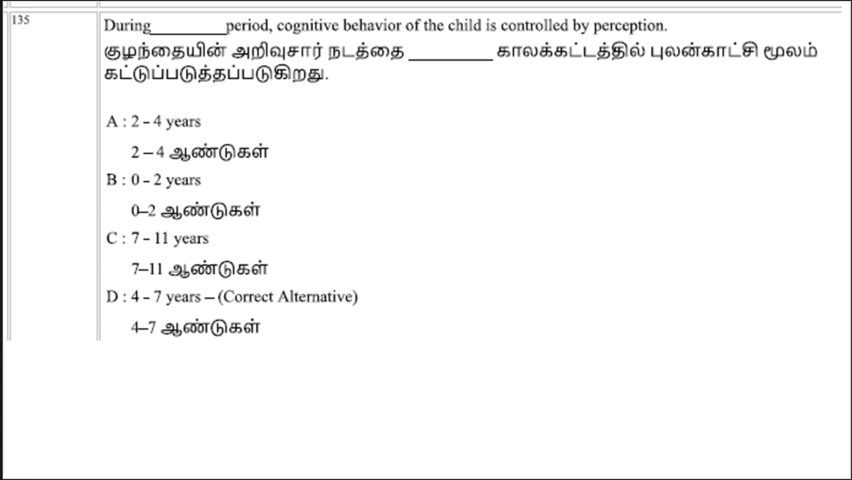 135
During_________period, cognitive behavior of the child is controlled by perception.
குழந்தையின் அறிவுசார் நடத்தை _________ காலக்கட்டத்தில் புலன்காட்சி மூலம்
கட்டுப்படுத்தப்படுகிறது.
A : 2 - 4 years
2 – 4 ஆண்டுகள்
B : 0 - 2 years
0–2 ஆண்டுகள்
C : 7 - 11 years
7–11 ஆண்டுகள்
D : 4 - 7 years – (Correct Alternative)
4–7 ஆண்டுகள்